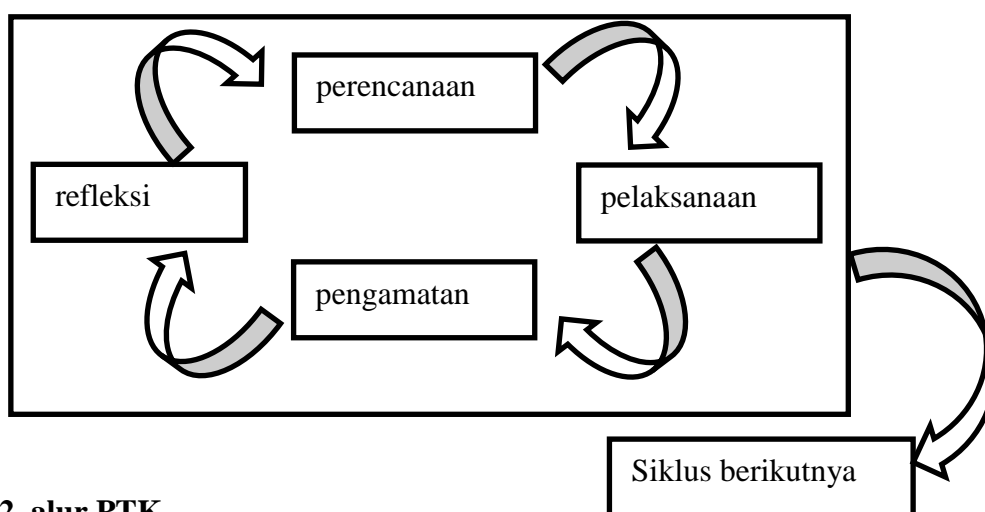 perencanaan
refleksi
pelaksanaan
pengamatan
Siklus berikutnya
2. alur PTK